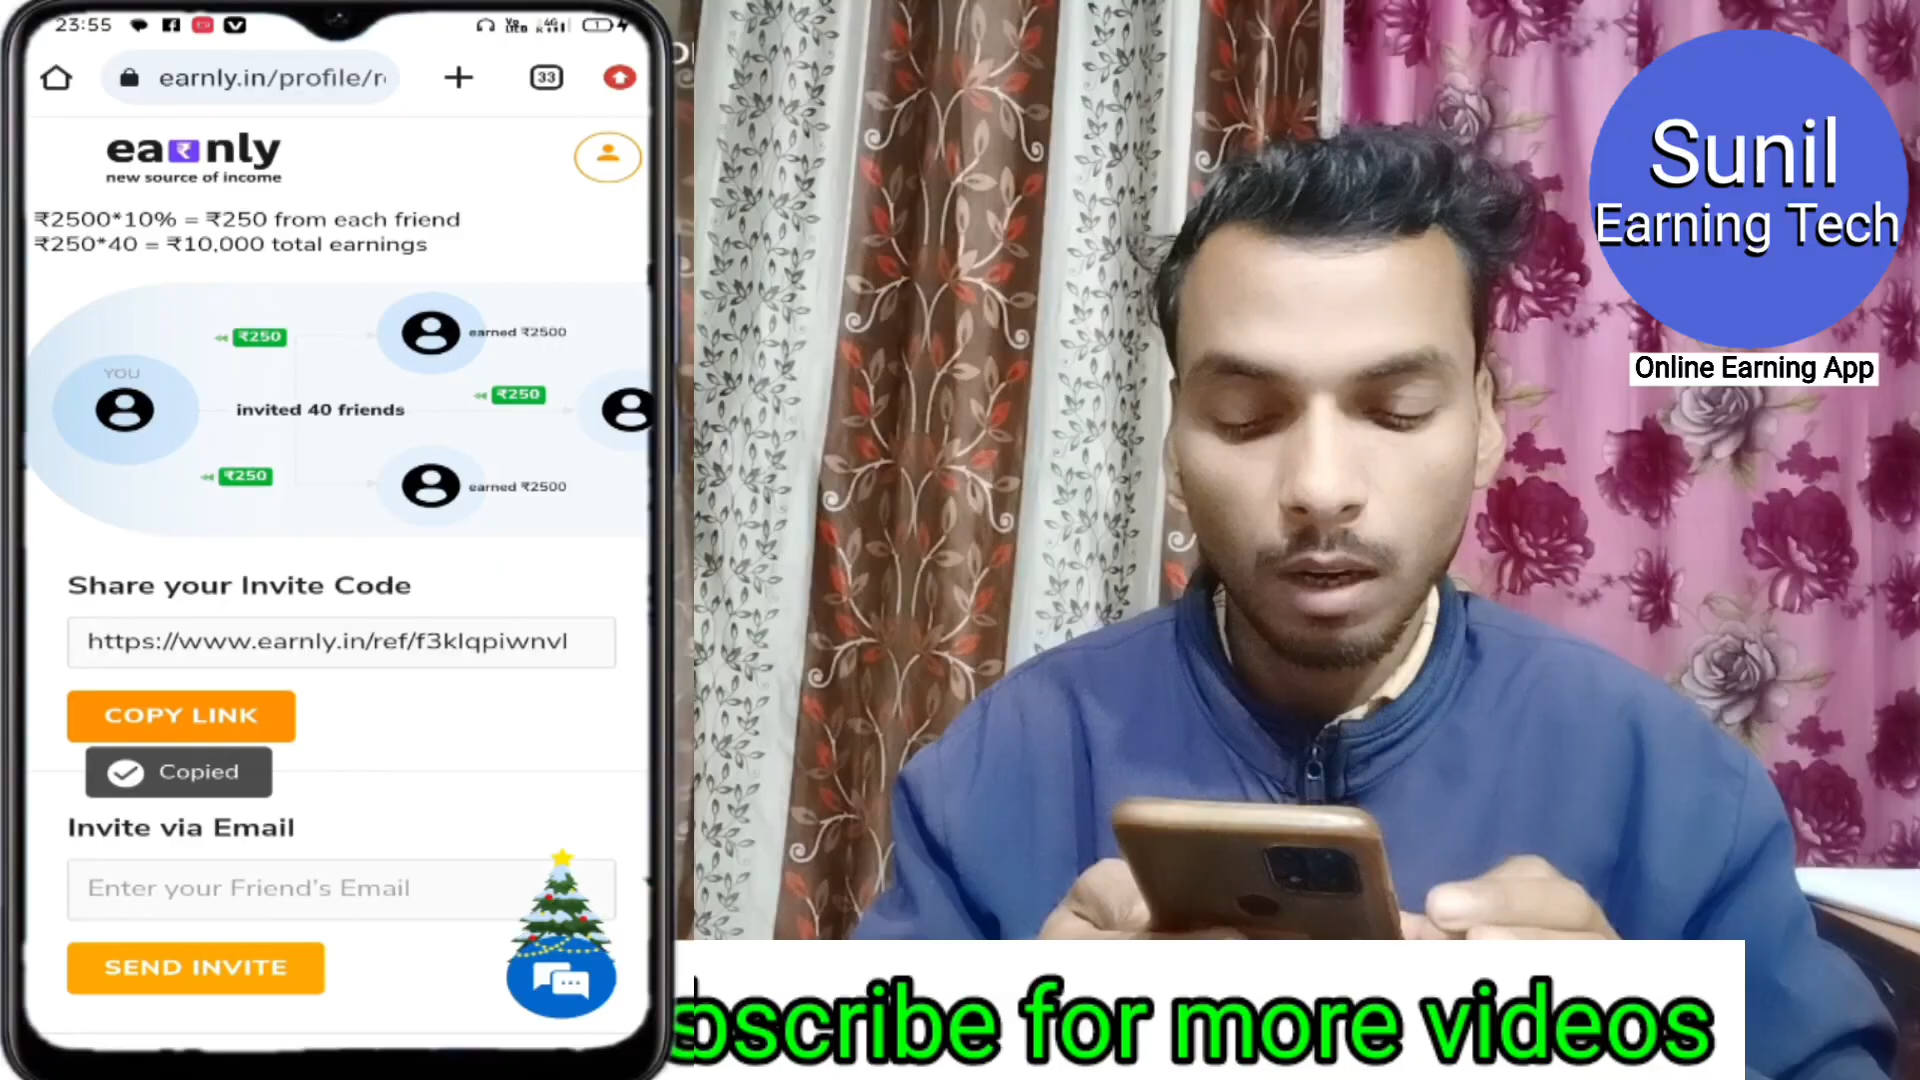 23:55
earnly.in/profile/r
33
ea₹nly
new source of income
₹2500*10% = ₹250 from each friend
₹250*40 = ₹10,000 total earnings
₹250
earned ₹2500
YOU
₹250
invited 40 friends
₹250
earned ₹2500
Share your Invite Code
https://www.earnly.in/ref/f3klqpiwnvl
COPY LINK
Copied
Invite via Email
Enter your Friend's Email
SEND INVITE
Sunil
Earning Tech
Online Earning App
bscribe for more videos